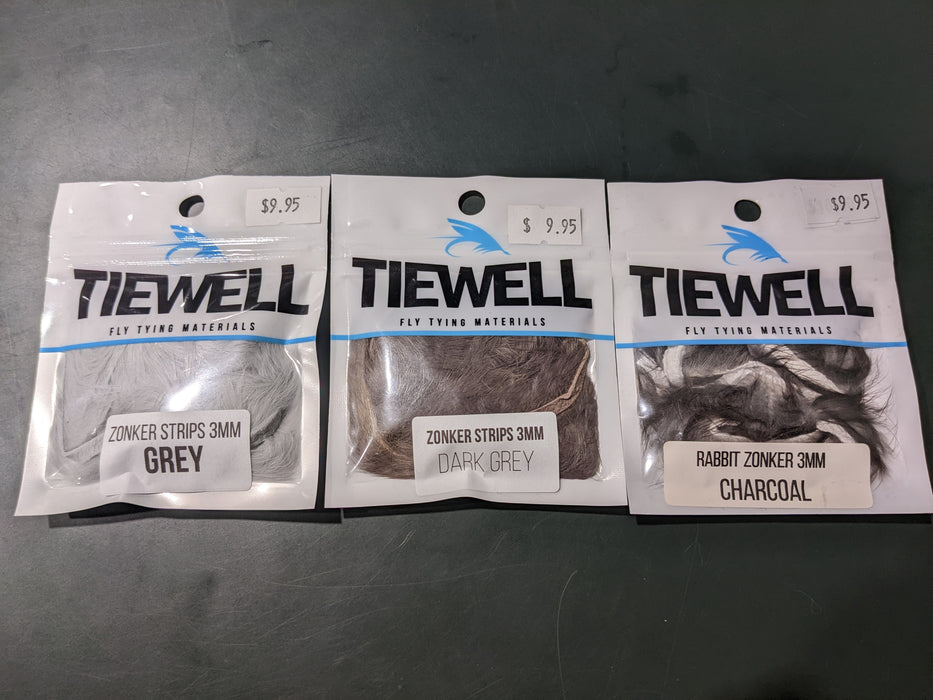 $9.95
TIEWELL
FLY TYING MATERIALS
ZONKER STRIPS 3MM
GREY
$ 9.95
TIEWELL
FLY TYING MATERIALS
ZONKER STRIPS 3MM
DARK GREY
$9.95
TIEWELL
FLY TYING MATERIALS
RABBIT ZONKER 3MM
CHARCOAL